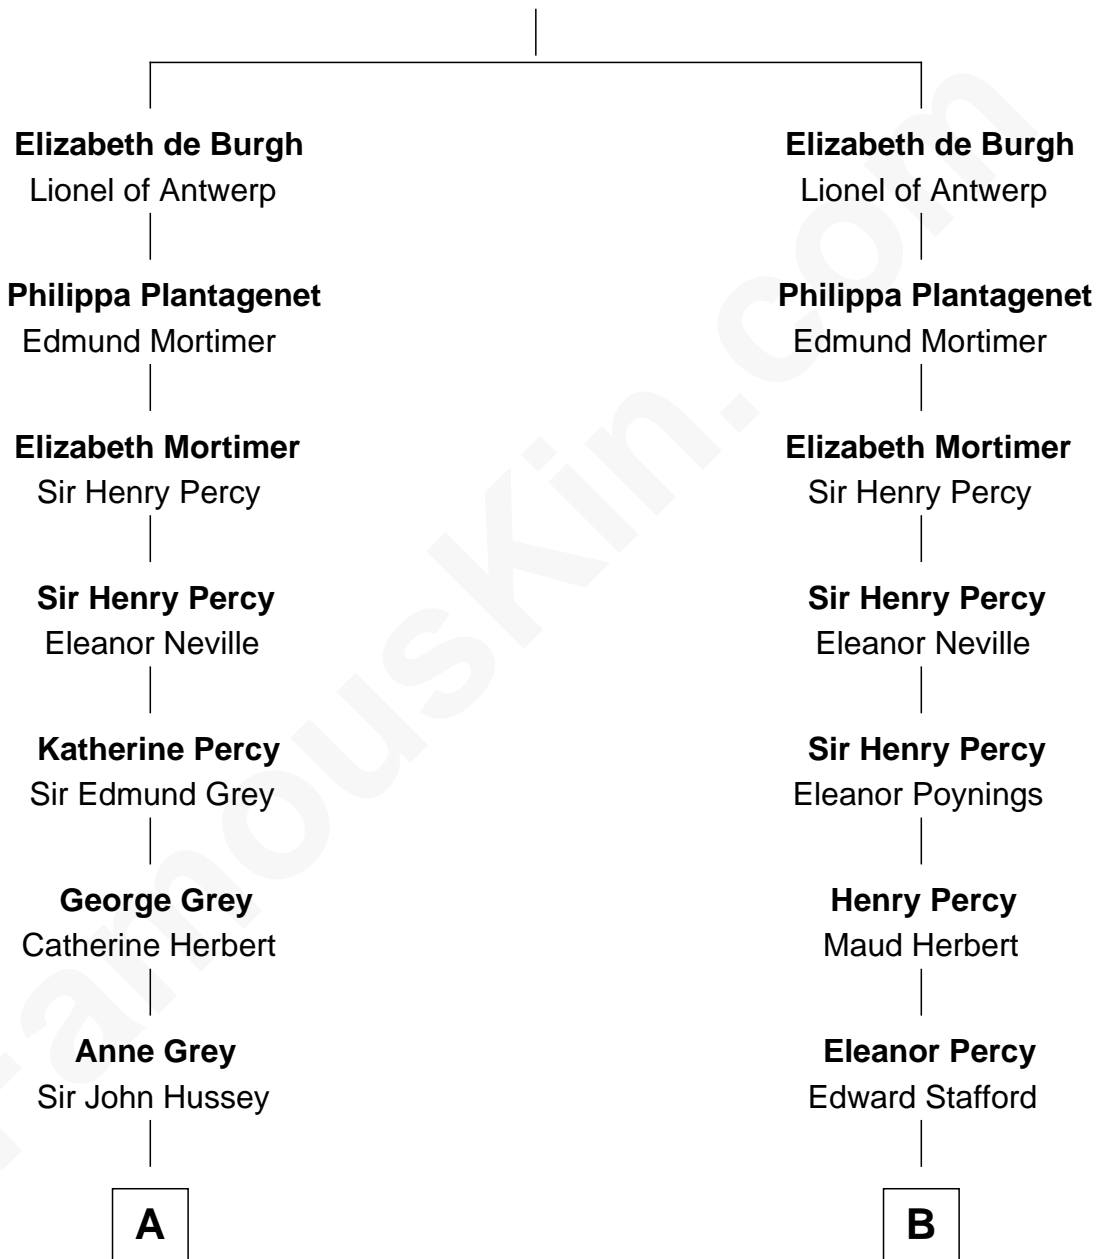 Elizabeth de Burgh
Lionel of Antwerp
Philippa Plantagenet
Edmund Mortimer
Elizabeth Mortimer
Sir Henry Percy
Sir Henry Percy
Eleanor Neville
Katherine Percy
Sir Edmund Grey
George Grey
Catherine Herbert
Anne Grey
Sir John Hussey
A
Elizabeth de Burgh
Lionel of Antwerp
Philippa Plantagenet
Edmund Mortimer
Elizabeth Mortimer
Sir Henry Percy
Sir Henry Percy
Eleanor Neville
Sir Henry Percy
Eleanor Poynings
Henry Percy
Maud Herbert
Eleanor Percy
Edward Stafford
B
FamousKin.com